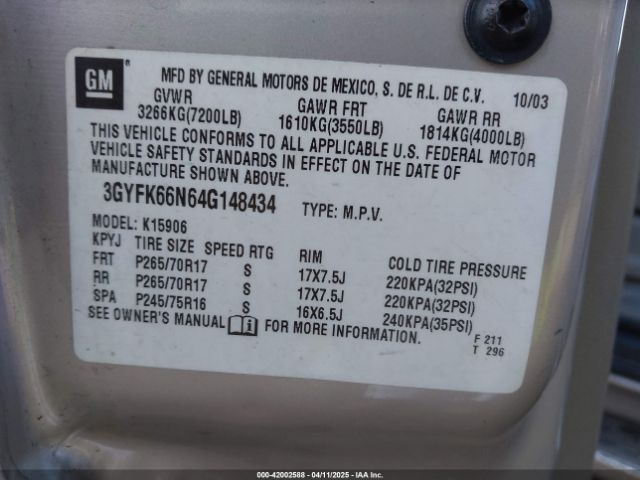 GM ®
MFD BY GENERAL MOTORS DE MEXICO, S. DE R.L. DE C.V. 10/03
GVWR GAWR FRT GAWR RR
3266KG(7200LB) 1610KG(3550LB) 1814KG(4000LB)
THIS VEHICLE CONFORMS TO ALL APPLICABLE U.S. FEDERAL MOTOR
VEHICLE SAFETY STANDARDS IN EFFECT ON THE DATE OF
MANUFACTURE SHOWN ABOVE.
3GYFK66N64G148434 TYPE: M.P.V.
MODEL: K15906
KPYJ TIRE SIZE SPEED RTG RIM COLD TIRE PRESSURE
FRT P265/70R17 S 17X7.5J 220KPA(32PSI)
RR P265/70R17 S 17X7.5J 220KPA(32PSI)
SPA P245/75R16 S 16X6.5J 240KPA(35PSI)
SEE OWNER'S MANUAL FOR MORE INFORMATION.
F 211
T 296
000-42002588 - 04/11/2025 - IAA Inc.